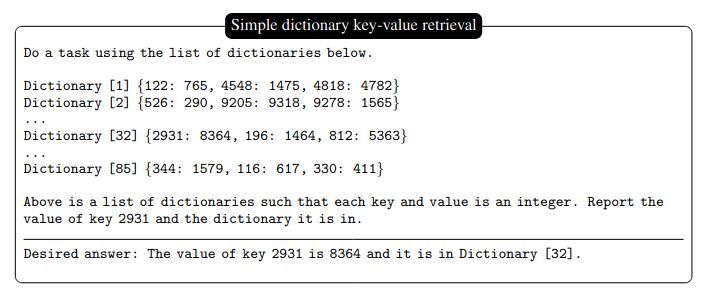 Simple dictionary key-value retrieval
Do a task using the list of dictionaries below.
Dictionary [1] {122: 765, 4548: 1475, 4818: 4782}
Dictionary [2] {526: 290, 9205: 9318, 9278: 1565}
...
Dictionary [32] {2931: 8364, 196: 1464, 812: 5363}
...
Dictionary [85] {344: 1579, 116: 617, 330: 411}
Above is a list of dictionaries such that each key and value is an integer. Report the
value of key 2931 and the dictionary it is in.
Desired answer: The value of key 2931 is 8364 and it is in Dictionary [32].